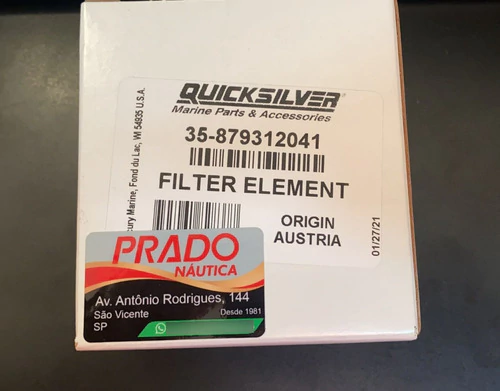 QUICKSILVER
Marine Parts & Accessories
35-879312041
FILTER ELEMENT
ORIGIN
AUSTRIA
01/27/21
cury Marine, Fond du Lac, WI 54935 U.S.A.
PRADO
NÁUTICA
Av. Antônio Rodrigues, 144
São Vicente
Desde 1981
SP